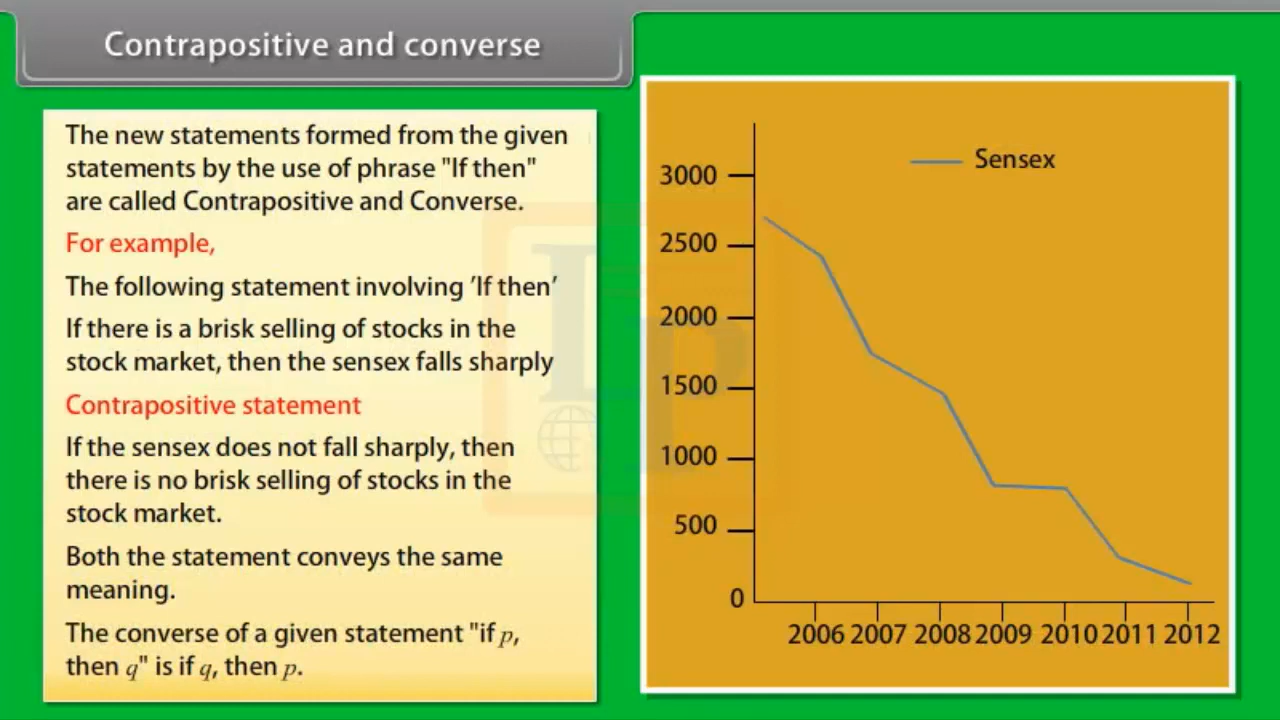 Contrapositive and converse
The new statements formed from the given
statements by the use of phrase "If then"
are called Contrapositive and Converse.
For example,
The following statement involving ’If then’
If there is a brisk selling of stocks in the
stock market, then the sensex falls sharply
Contrapositive statement
If the sensex does not fall sharply, then
there is no brisk selling of stocks in the
stock market.
Both the statement conveys the same
meaning.
The converse of a given statement "if p,
then q" is if q, then p.
Sensex
3000
2500
2000
1500
1000
500
0
2006 2007 2008 2009 2010 2011 2012